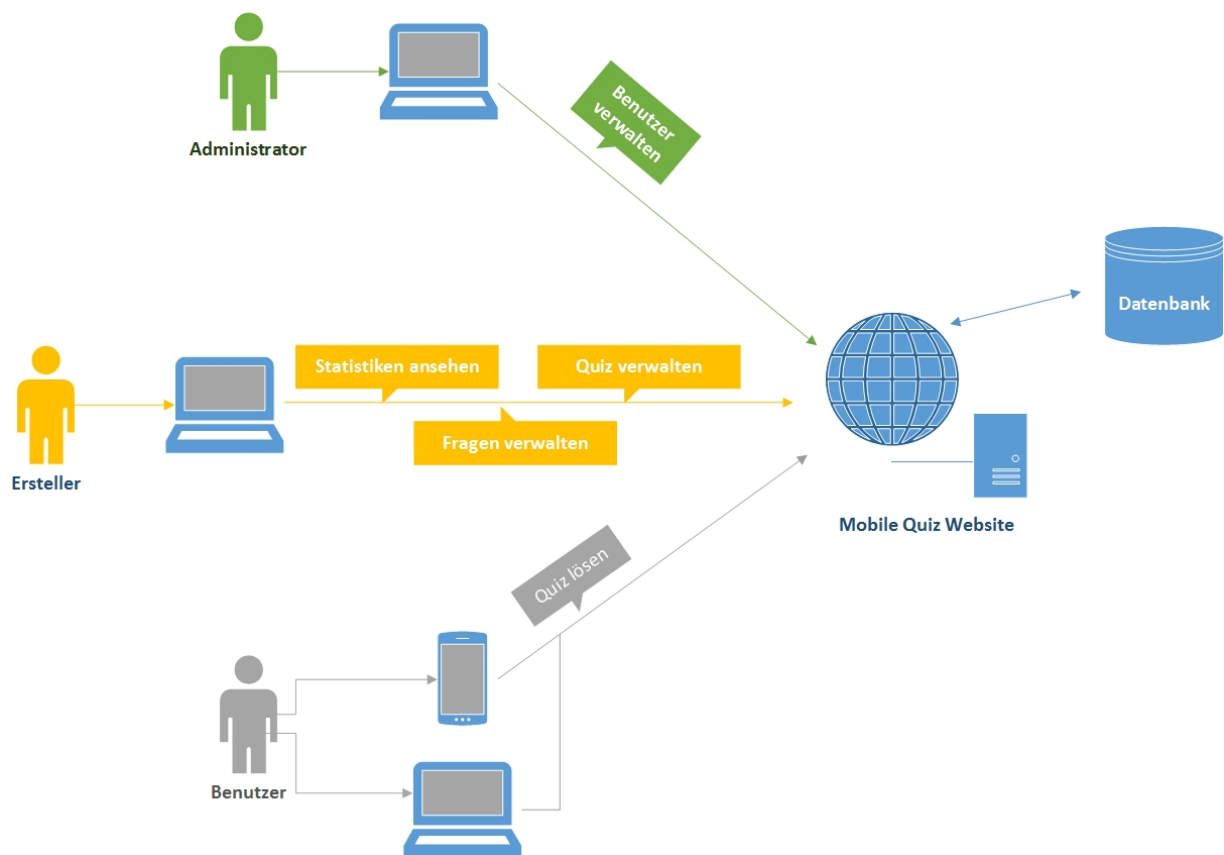 Benutzer
verwalten
Administrator
Datenbank
Statistiken ansehen
Quiz verwalten
Fragen verwalten
Ersteller
Mobile Quiz Website
Quiz lösen
Benutzer